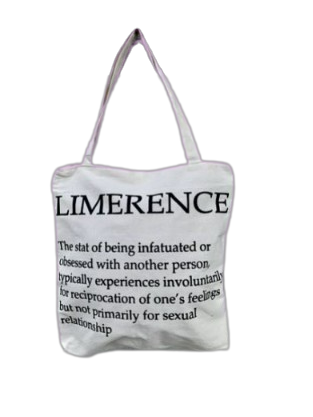 LIMERENCE
The stat of being infatuated or
obsessed with another person,
typically experiences involuntarily
for reciprocation of one's feelings
but not primarily for sexual
relationship